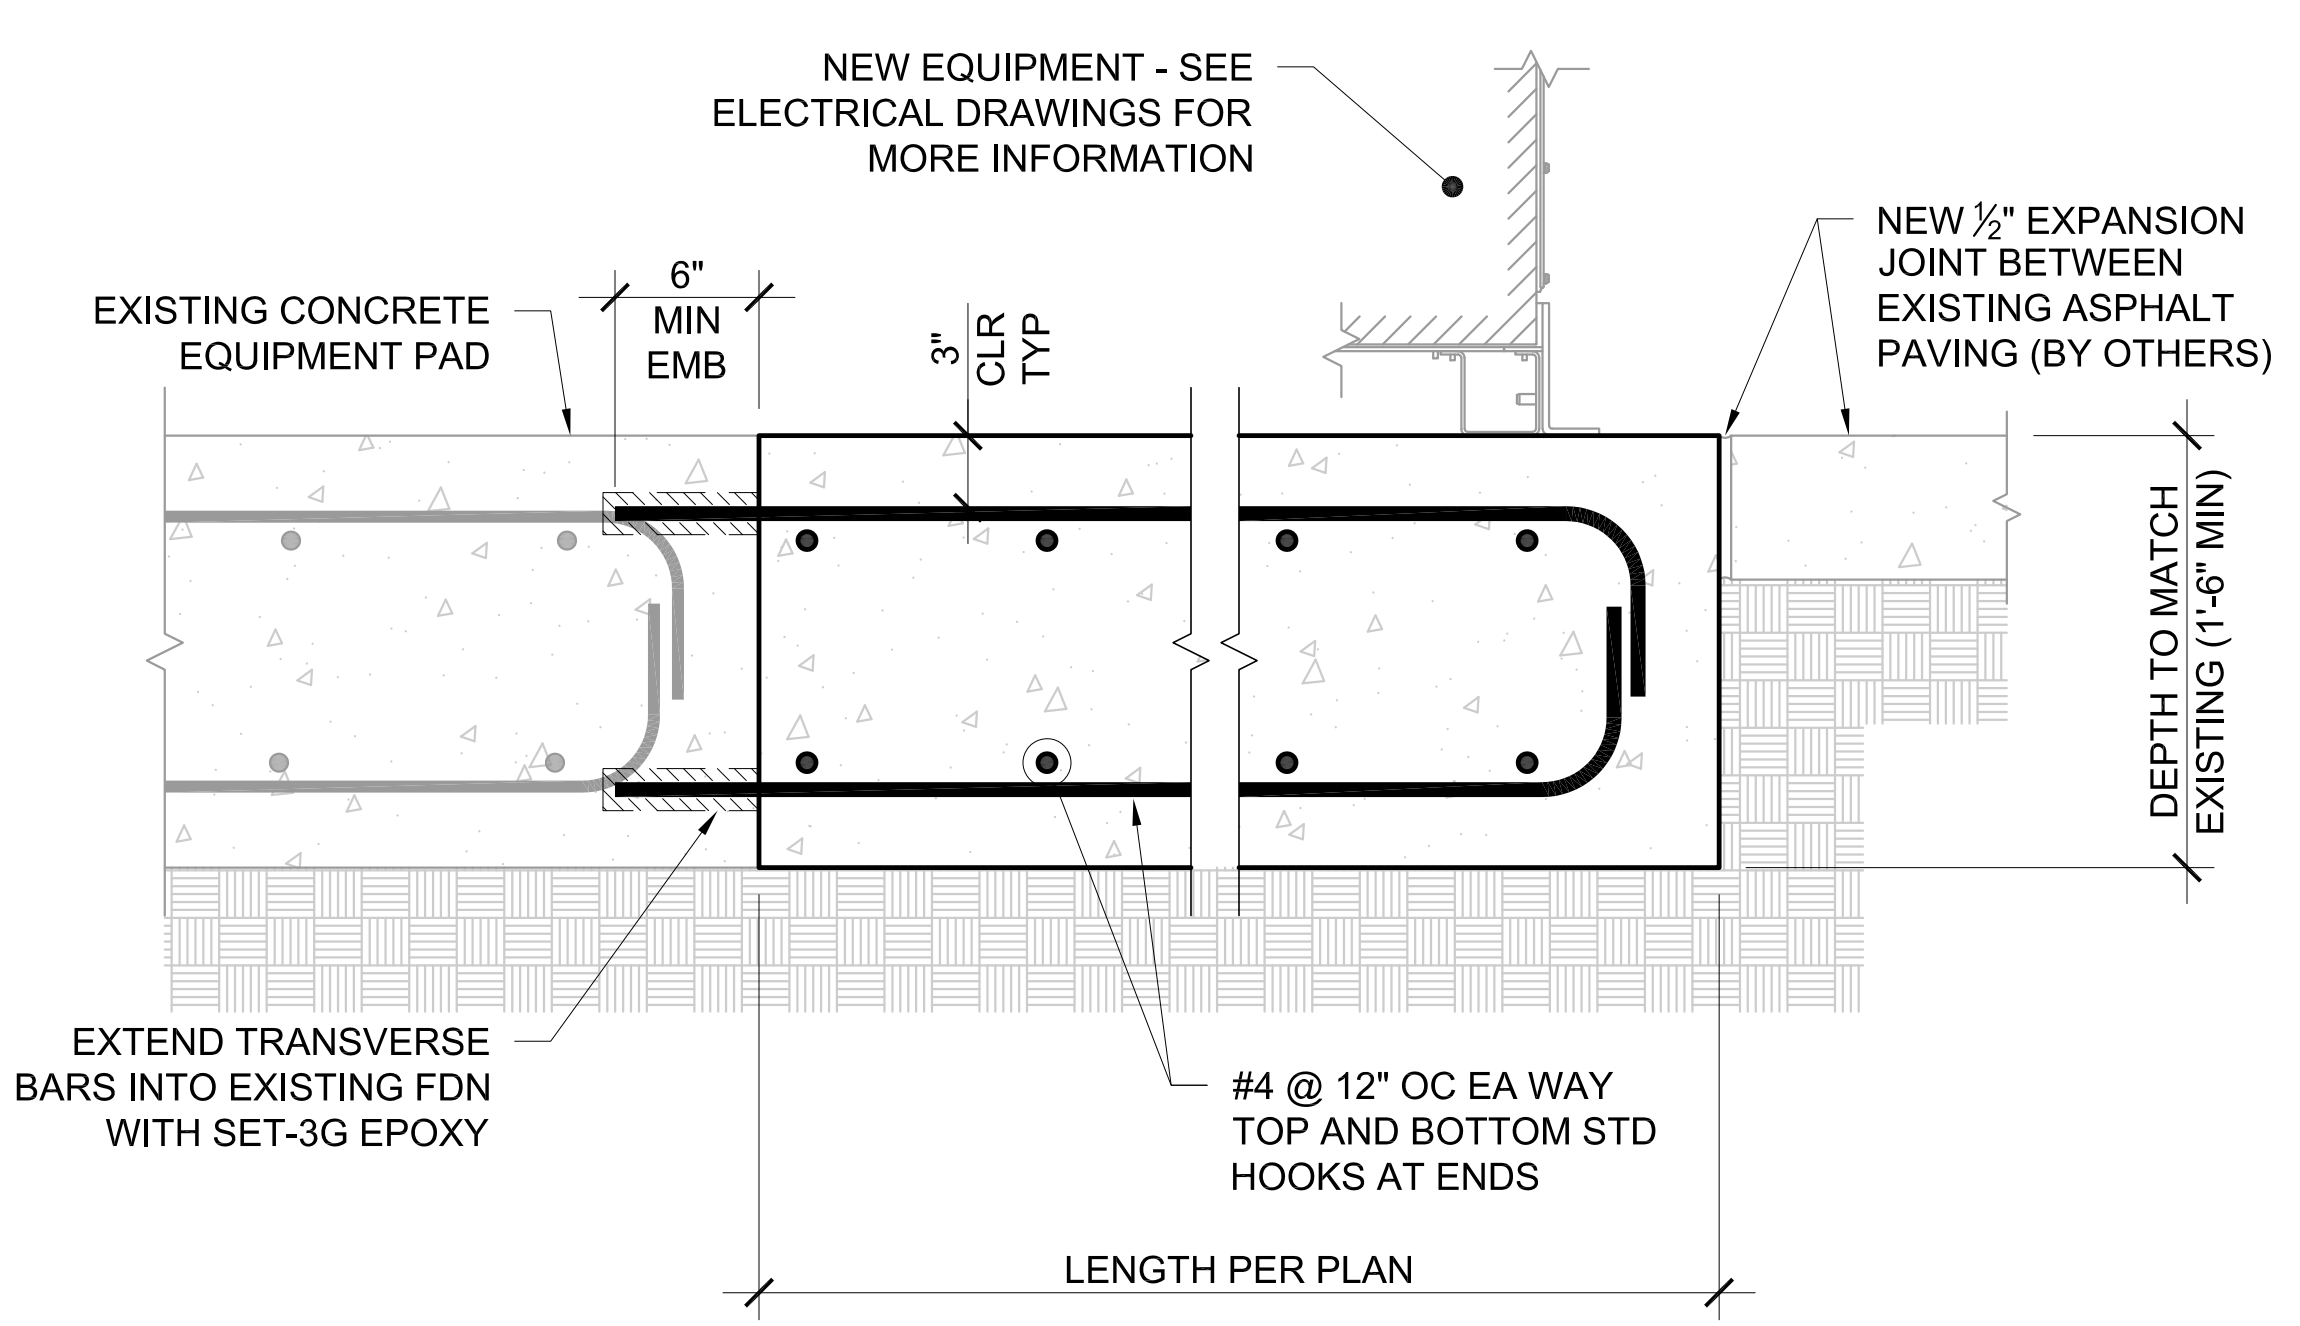 NEW EQUIPMENT - SEE
ELECTRICAL DRAWINGS FOR
MORE INFORMATION
NEW ½" EXPANSION
JOINT BETWEEN
EXISTING ASPHALT
PAVING (BY OTHERS)
EXISTING CONCRETE
EQUIPMENT PAD
6"
MIN
EMB
3"
CLR
TYP
DEPTH TO MATCH
EXISTING (1'-6" MIN)
EXTEND TRANSVERSE
BARS INTO EXISTING FDN
WITH SET-3G EPOXY
#4 @ 12" OC EA WAY
TOP AND BOTTOM STD
HOOKS AT ENDS
LENGTH PER PLAN